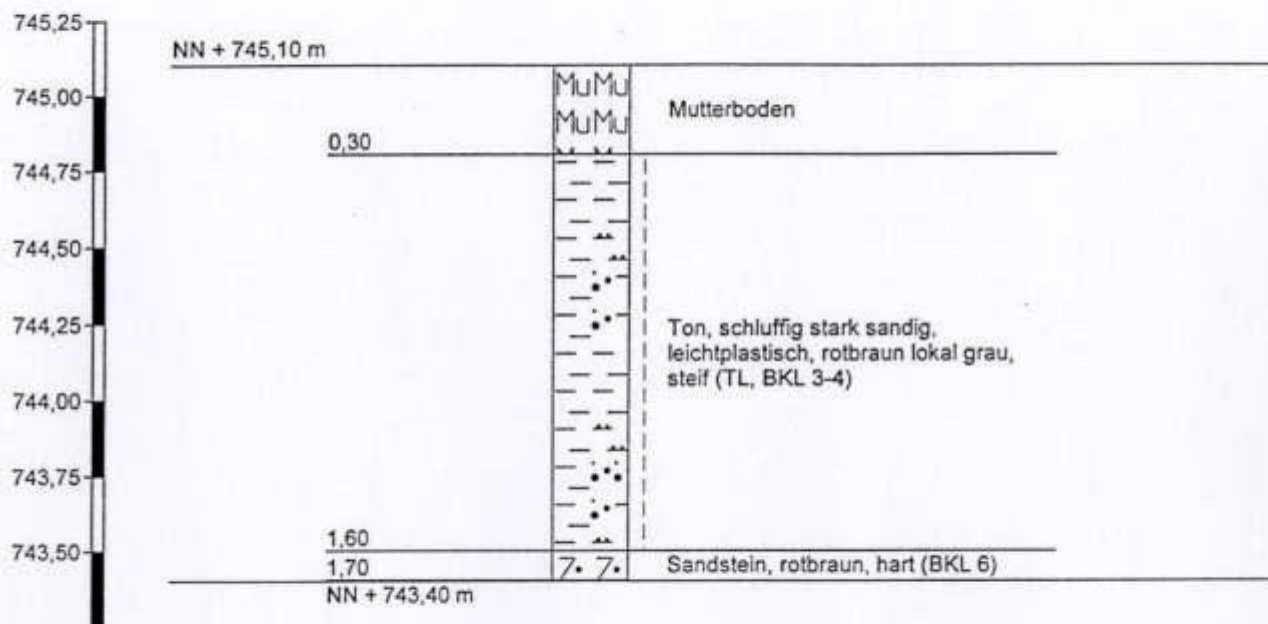 745,25
NN + 745,10 m
745,00
MuMu
MuMu
Mutterboden
0,30
744,75
744,50
744,25
Ton, schluffig stark sandig,
leichtplastisch, rotbraun lokal grau,
steif (TL, BKL 3-4)
744,00
743,75
1,60
743,50
1,70
Sandstein, rotbraun, hart (BKL 6)
NN + 743,40 m